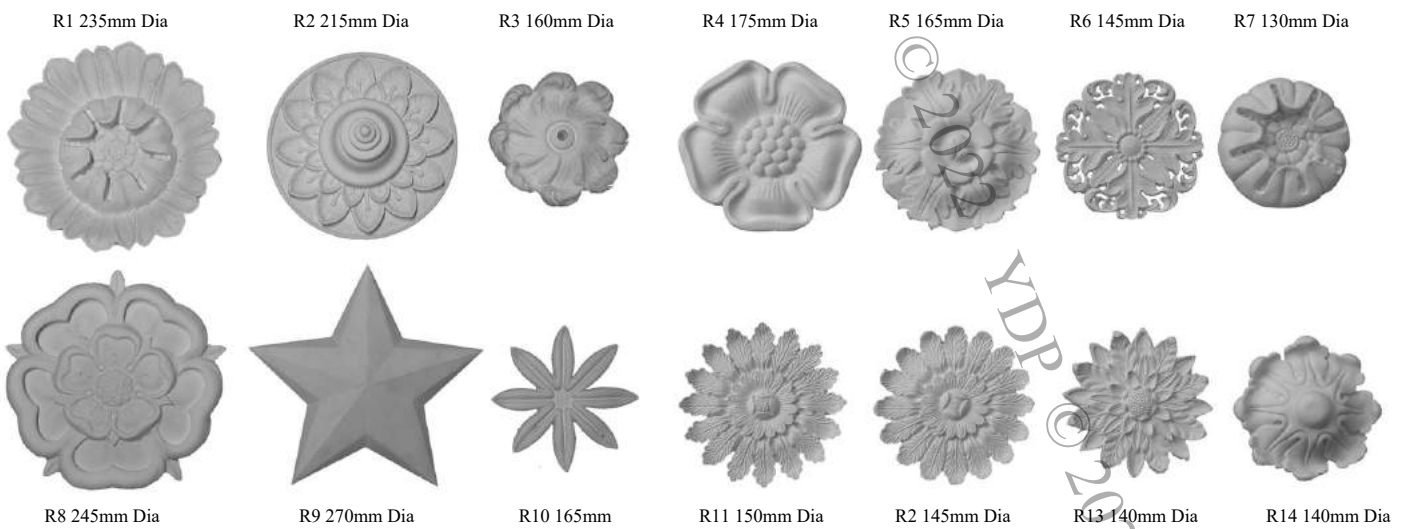 R1 235mm Dia
R2 215mm Dia
R3 160mm Dia
R4 175mm Dia
R5 165mm Dia
R6 145mm Dia
R7 130mm Dia
© 2022
YDP © 20
R8 245mm Dia
R9 270mm Dia
R10 165mm
R11 150mm Dia
R2 145mm Dia
R13 140mm Dia
R14 140mm Dia